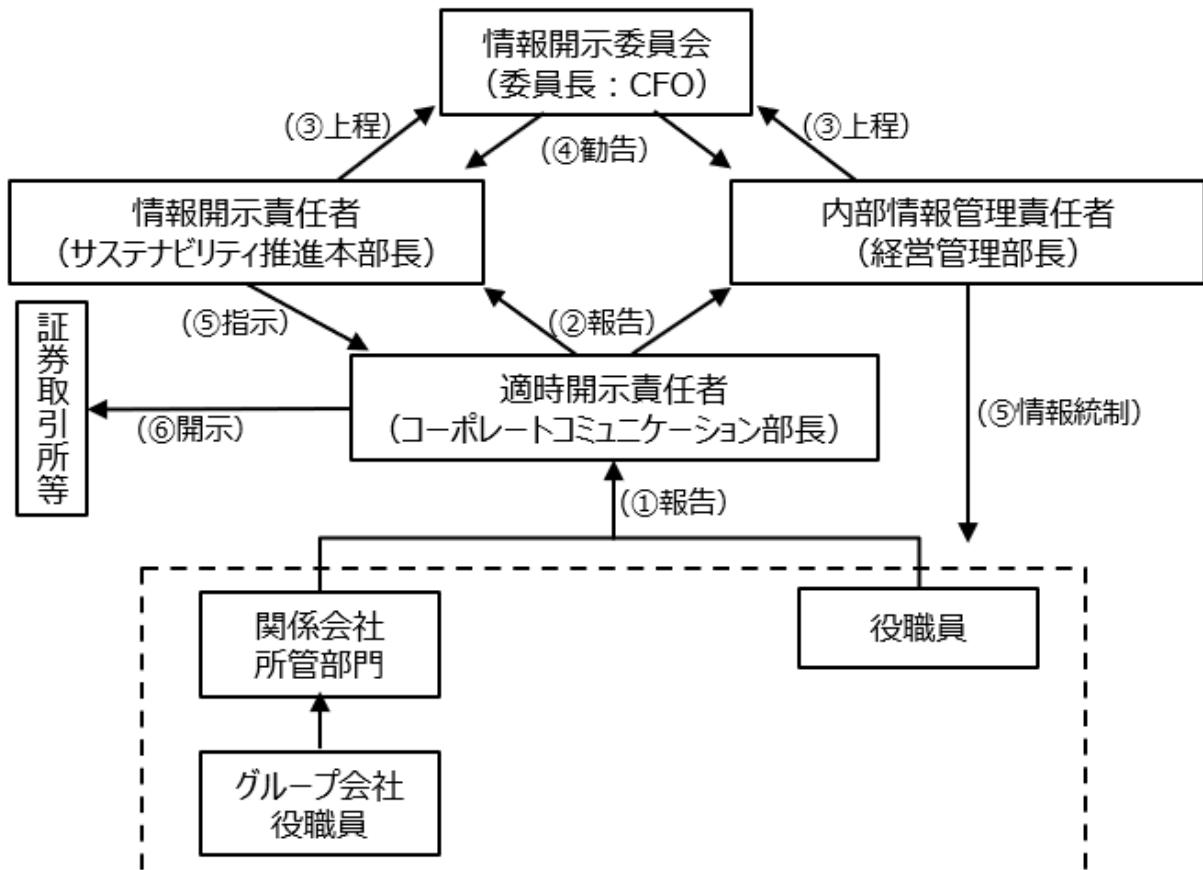 情報開示委員会
(委員長：CFO)
(③上程)
(③上程)
(④勧告)
情報開示責任者
(サステナビリティ推進本部長)
内部情報管理責任者
(経営管理部長)
(⑤指示)
(②報告)
証券取引所等
適時開示責任者
(コーポレートコミュニケーション部長)
(⑤情報統制)
(⑥開示)
(①報告)
関係会社
所管部門
役職員
グループ会社
役職員